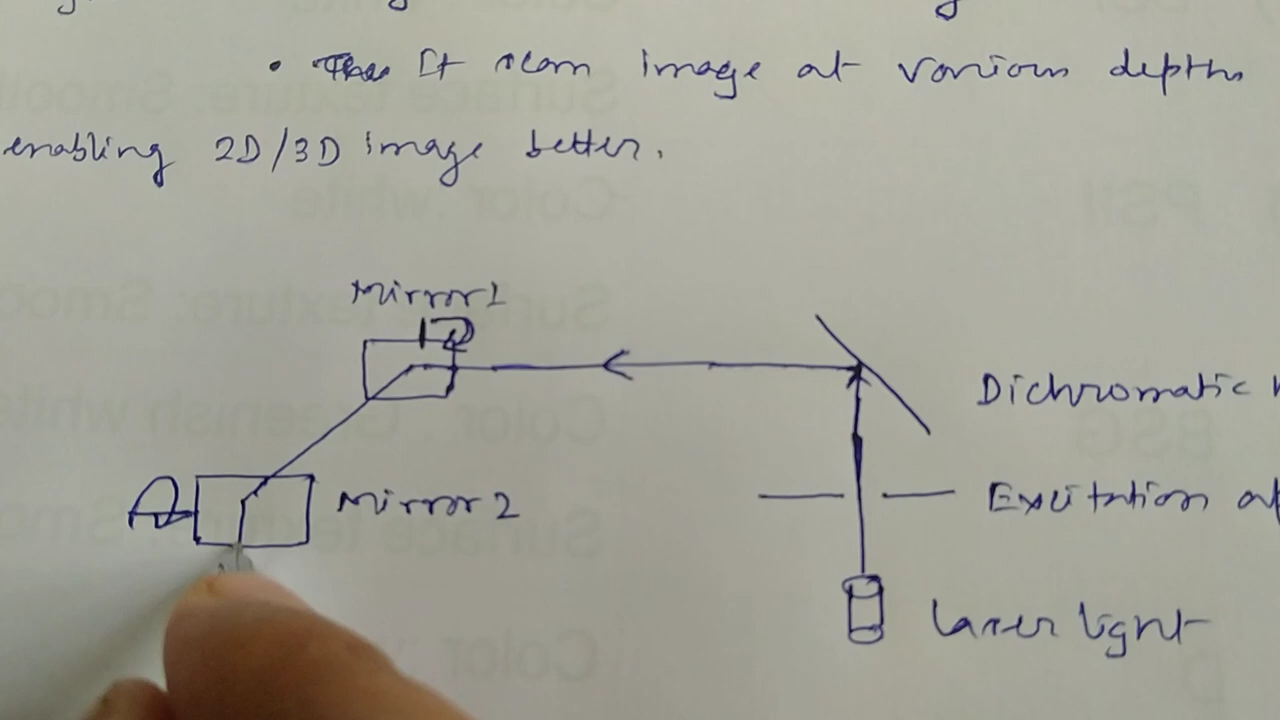 • It scan image at various depths
enabling 2D/3D image better.
Mirror1
Dichromatic
Mirror 2
Excitation
Laser light